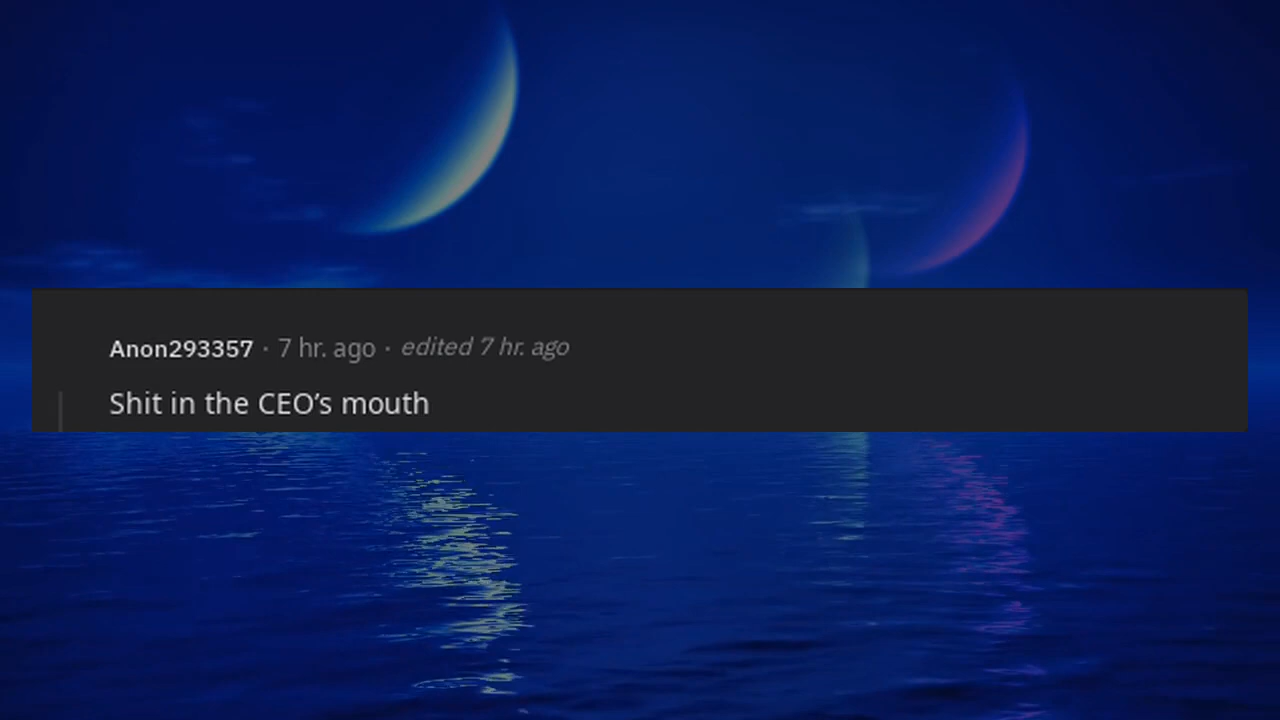 Anon293357 · 7 hr. ago · edited 7 hr. ago
Shit in the CEO’s mouth